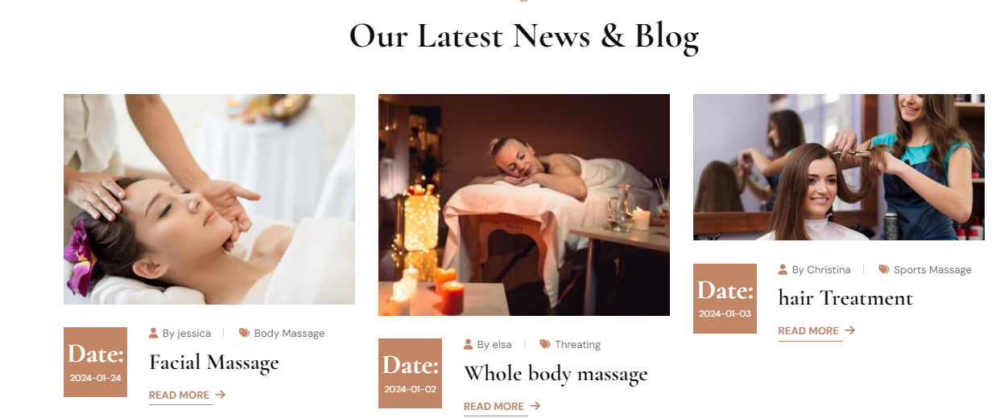 Our Latest News & Blog
By jessica
Body Massage
Date:
2024-01-24
Facial Massage
READ MORE
By elsa
Threating
Date:
2024-01-02
Whole body massage
READ MORE
By Christina
Sports Massage
Date:
2024-01-03
hair Treatment
READ MORE